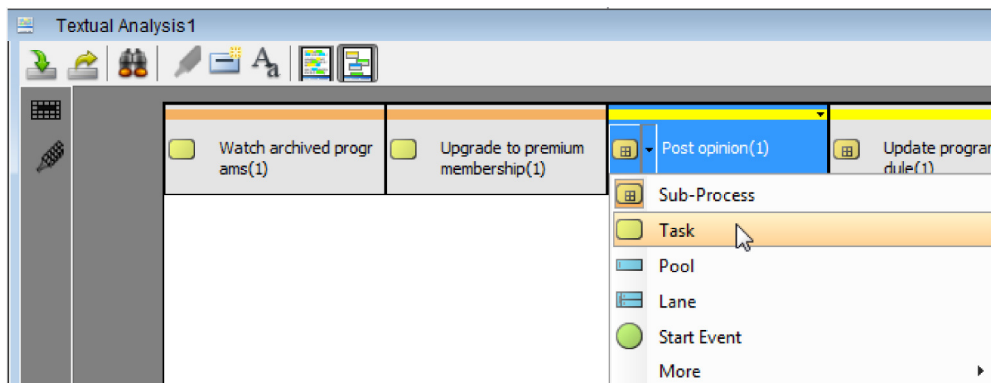 Textual Analysis1
Watch archived progr
ams(1)
Upgrade to premium
membership(1)
Post opinion(1)
Update progra
dule(1)
Sub-Process
Task
Pool
Lane
Start Event
More